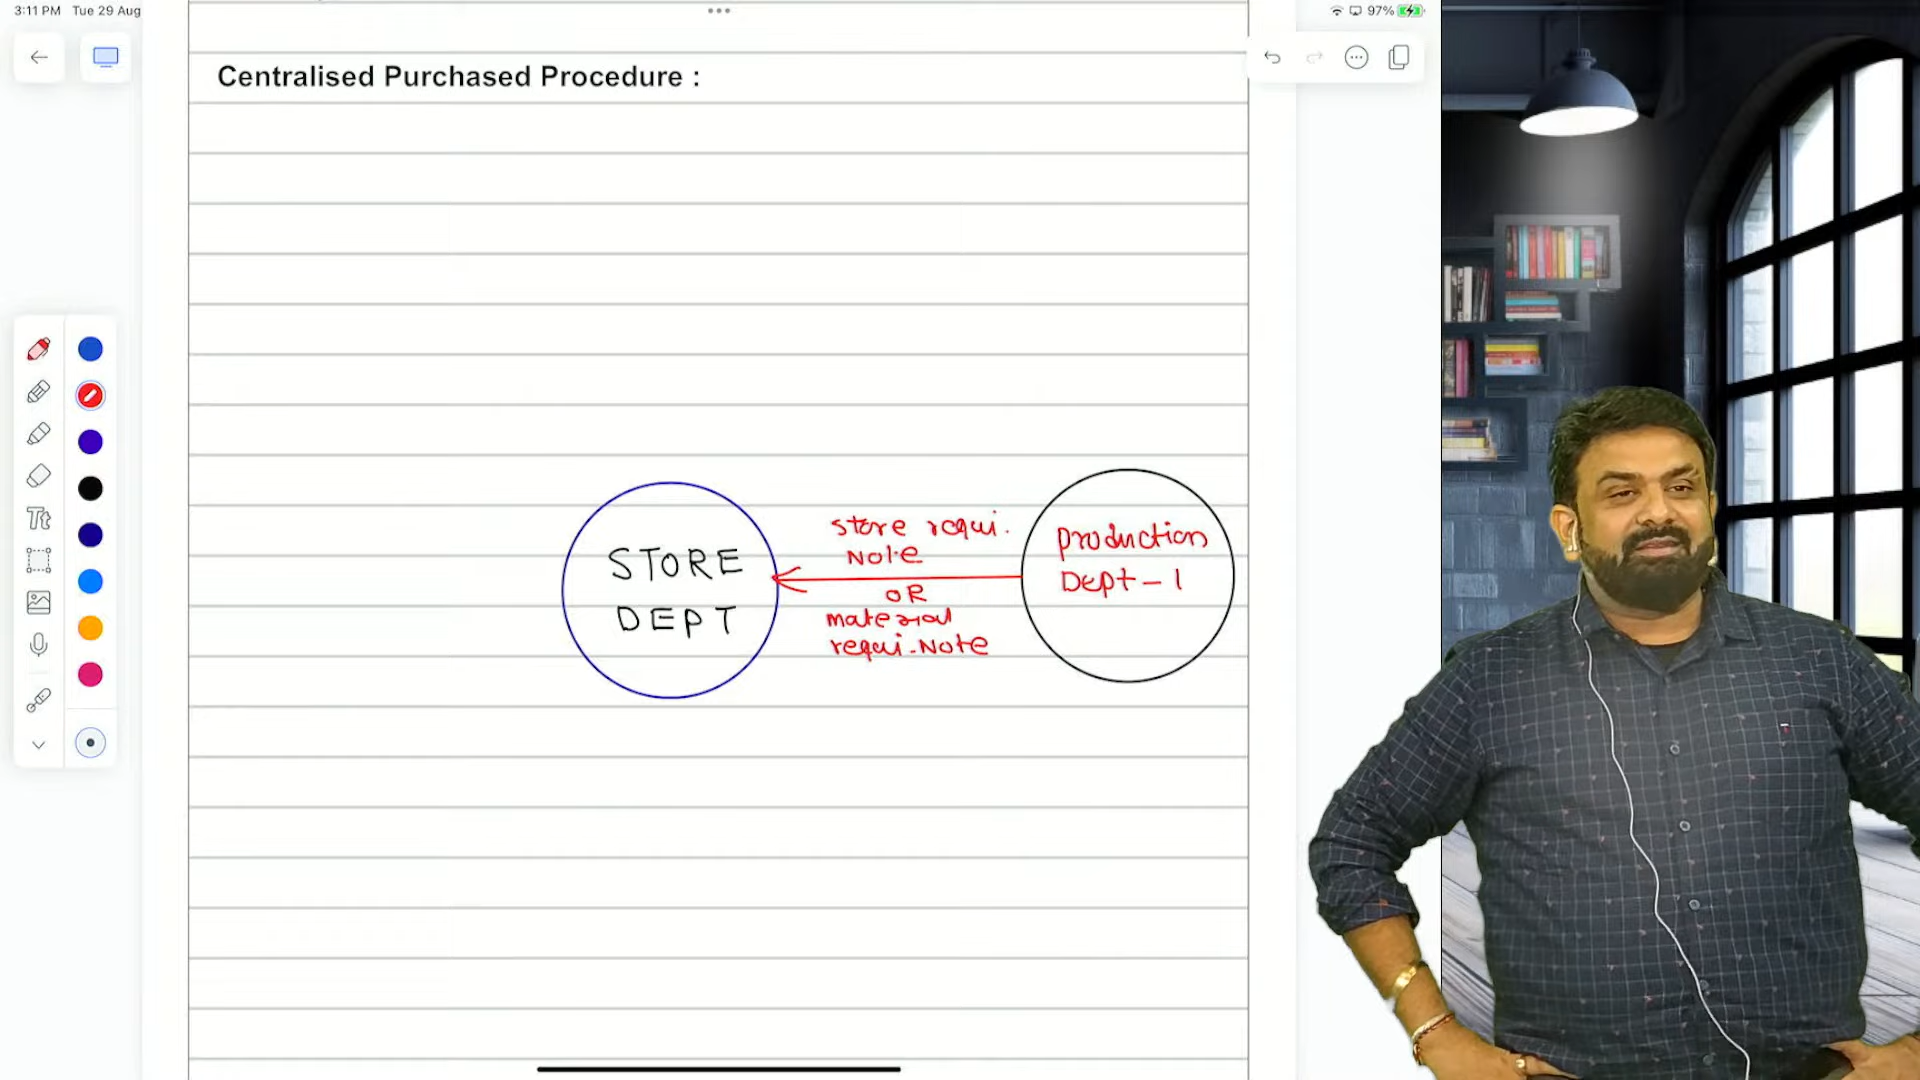 3:11 PM Tue 29 Aug
97%
Centralised Purchased Procedure :
STORE
DEPT
store requi.
Note
OR
material
requi. Note
production
Dept - 1
Tt